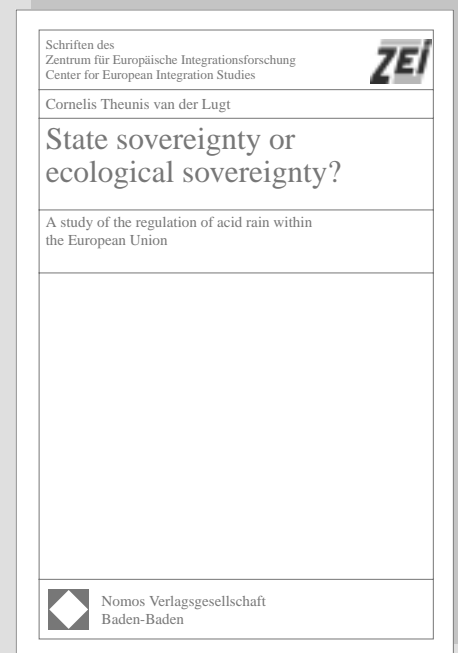 Schriften des
Zentrum für Europäische Integrationsforschung
Center for European Integration Studies
ZEI
Cornelis Theunis van der Lugt
State sovereignty or
ecological sovereignty?
A study of the regulation of acid rain within
the European Union
Nomos Verlagsgesellschaft
Baden-Baden